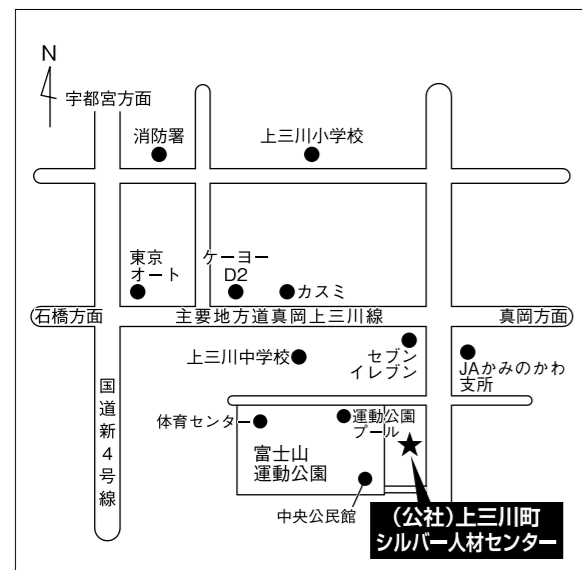 N
宇都宮方面
消防署
上三川小学校
東京
オート
ケーヨー
D2
カスミ
石橋方面
主要地方道真岡上三川線
真岡方面
上三川中学校
セブン
イレブン
JAかみのかわ
支所
国道新4号線
体育センター
運動公園
プール
富士山
運動公園
中央公民館
(公社)上三川町
シルバー人材センター